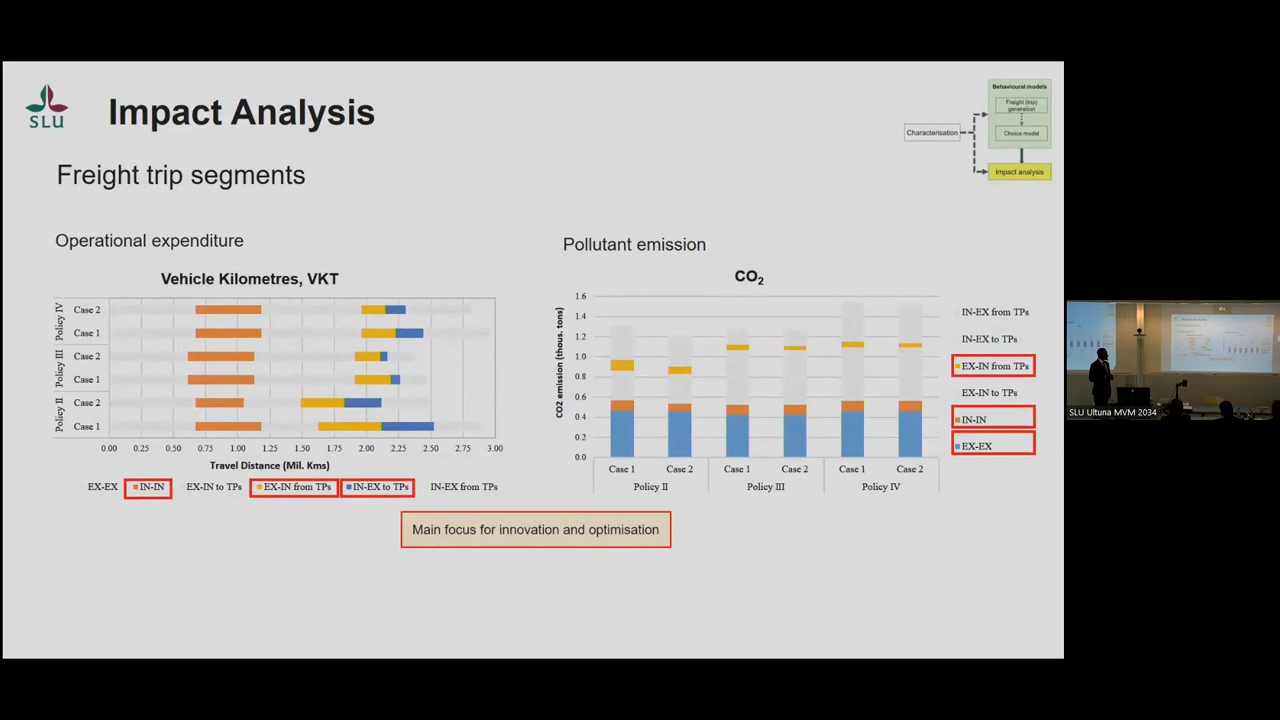 SLU
Impact Analysis
Freight trip segments
Behavioural models
Freight (trip)
generation
Choice model
Characterisation
Impact analysis
Operational expenditure
Vehicle Kilometres, VKT
Policy IV
Case 2
Case 1
Policy III
Case 2
Case 1
Policy II
Case 2
Case 1
0.00 0.25 0.50 0.75 1.00 1.25 1.50 1.75 2.00 2.25 2.50 2.75 3.00
Travel Distance (Mil. Kms)
EX-EX IN-IN EX-IN to TPs EX-IN from TPs IN-EX to TPs IN-EX from TPs
Pollutant emission
CO2
CO2 emission (thous. tons)
1.6
1.4
1.2
1.0
0.8
0.6
0.4
0.2
0.0
Case 1 Case 2 Case 1 Case 2 Case 1 Case 2
Policy II Policy III Policy IV
IN-EX from TPs
IN-EX to TPs
EX-IN from TPs
EX-IN to TPs
IN-IN
EX-EX
Main focus for innovation and optimisation
SLU Ultuna MVM 2034